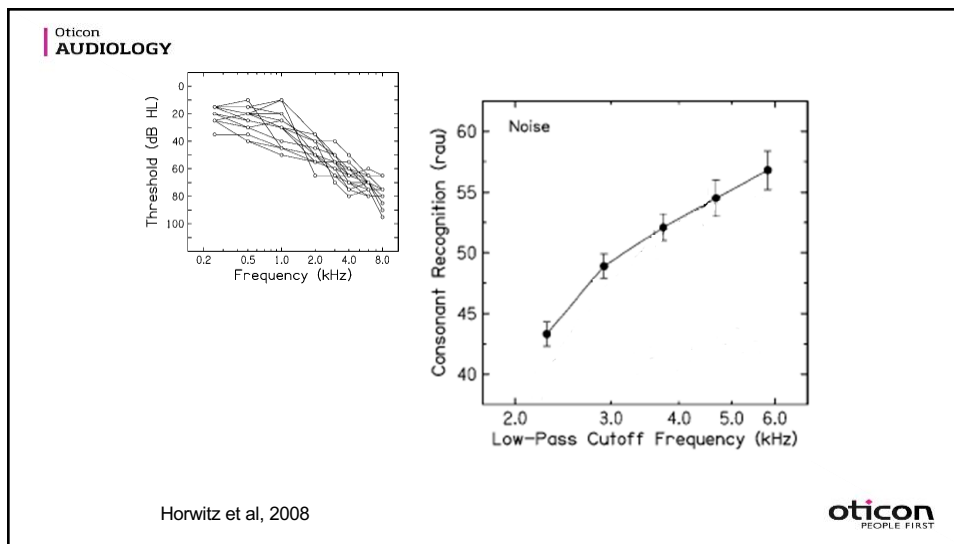 Oticon
AUDIOLOGY
0
20
40
60
80
100
Threshold (dB HL)
0.2 0.5 1.0 2.0 4.0 8.0
Frequency (kHz)
Noise
60
55
50
45
40
Consonant Recognition (rau)
2.0 3.0 4.0 5.0 6.0
Low-Pass Cutoff Frequency (kHz)
Horwitz et al, 2008
oticon
PEOPLE FIRST